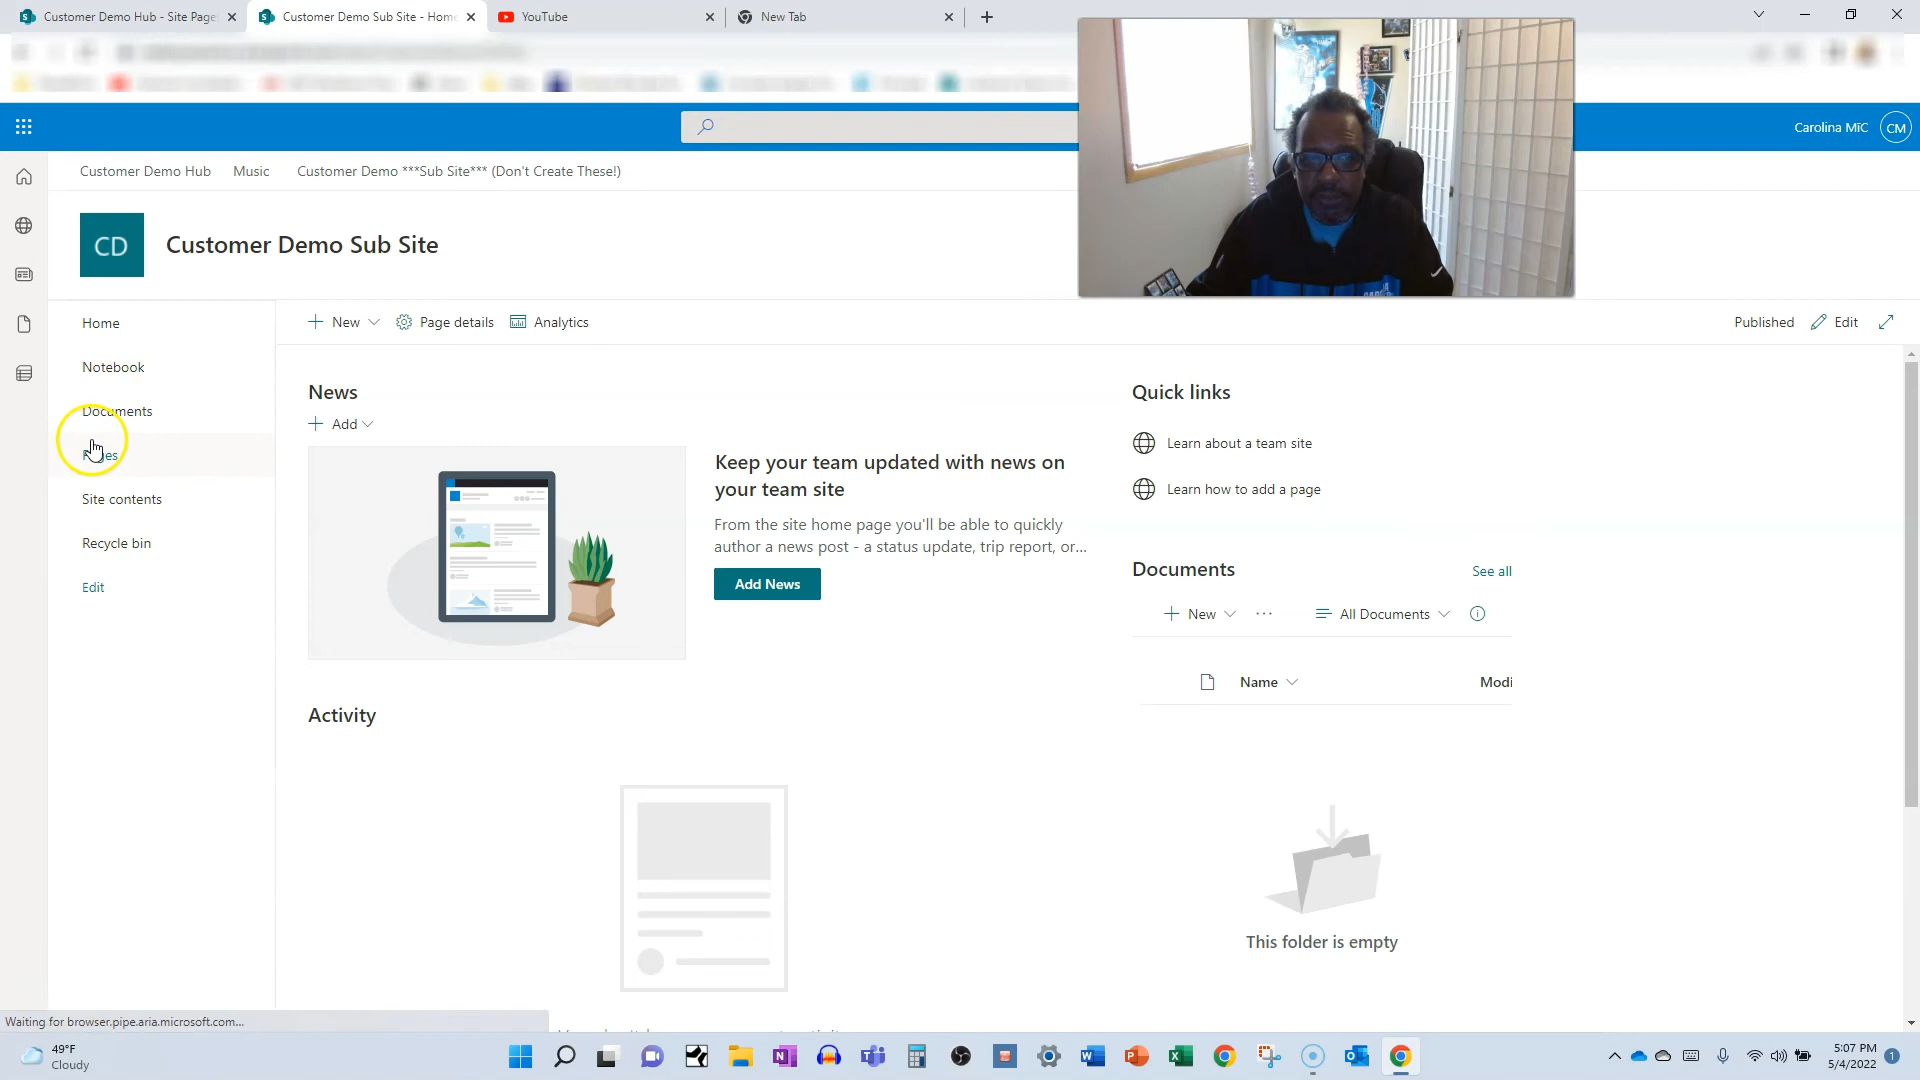 Customer Demo Hub - Site Page
Customer Demo Sub Site - Home
YouTube
New Tab
Carolina MiC
CM
Customer Demo Hub
Music
Customer Demo ***Sub Site*** (Don't Create These!)
CD
Customer Demo Sub Site
Home
Notebook
Documents
Pages
Site contents
Recycle bin
Edit
New
Page details
Analytics
Published
Edit
News
Add
Keep your team updated with news on
your team site
From the site home page you'll be able to quickly
author a news post - a status update, trip report, or...
Add News
Activity
Quick links
Learn about a team site
Learn how to add a page
Documents
See all
New
All Documents
Name
Modi
This folder is empty
Waiting for browser.pipe.aria.microsoft.com...
49°F
Cloudy
5:07 PM
5/4/2022
1